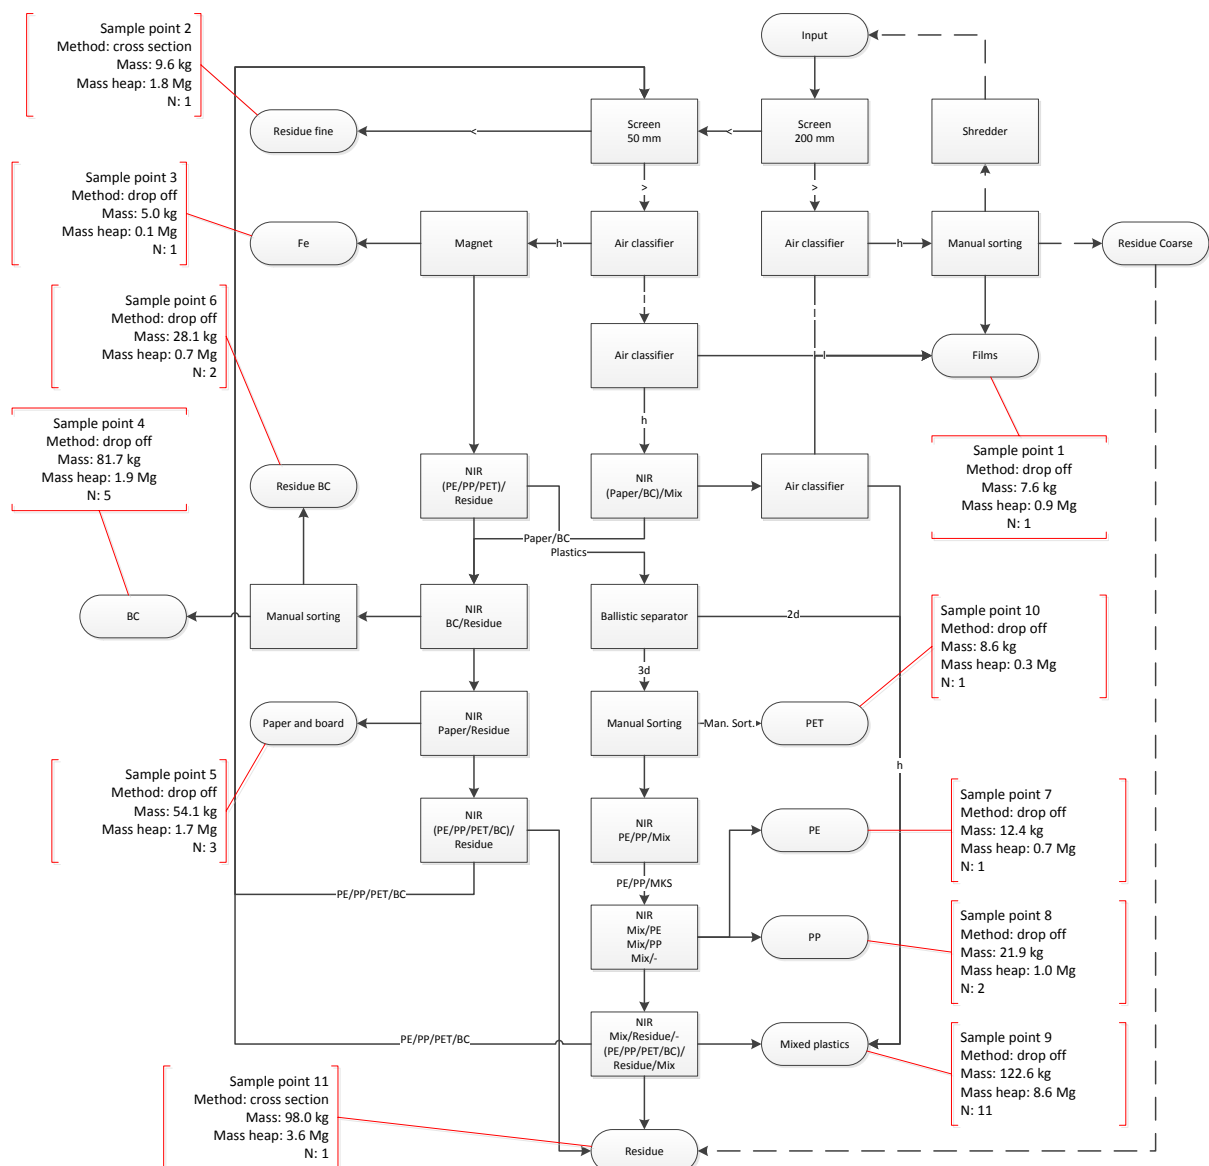 Sample point 2
Method: cross section
Mass: 9.6 kg
Mass heap: 1.8 Mg
N: 1
Input
Residue fine
<
Screen
50 mm
<
Screen
200 mm
Shredder
>
>
Sample point 3
Method: drop off
Mass: 5.0 kg
Mass heap: 0.1 Mg
N: 1
Fe
Magnet
h
Air classifier
Air classifier
h
Manual sorting
Residue Coarse
Sample point 6
Method: drop off
Mass: 28.1 kg
Mass heap: 0.7 Mg
N: 2
Air classifier
l
Films
h
Sample point 4
Method: drop off
Mass: 81.7 kg
Mass heap: 1.9 Mg
N: 5
Sample point 1
Method: drop off
Mass: 7.6 kg
Mass heap: 0.9 Mg
N: 1
Residue BC
NIR
(PE/PP/PET)/
Residue
NIR
(Paper/BC)/Mix
Air classifier
Paper/BC
Plastics
BC
Manual sorting
NIR
BC/Residue
Ballistic separator
2d
3d
Sample point 10
Method: drop off
Mass: 8.6 kg
Mass heap: 0.3 Mg
N: 1
Paper and board
NIR
Paper/Residue
Manual Sorting
Man. Sort.
PET
h
Sample point 5
Method: drop off
Mass: 54.1 kg
Mass heap: 1.7 Mg
N: 3
NIR
(PE/PP/PET/BC)/
Residue
NIR
PE/PP/Mix
PE
Sample point 7
Method: drop off
Mass: 12.4 kg
Mass heap: 0.7 Mg
N: 1
PE/PP/PET/BC
PE/PP/MKS
NIR
Mix/PE
Mix/PP
Mix/-
PP
Sample point 8
Method: drop off
Mass: 21.9 kg
Mass heap: 1.0 Mg
N: 2
PE/PP/PET/BC
NIR
Mix/Residue/-
(PE/PP/PET/BC)/
Residue/Mix
Mixed plastics
Sample point 9
Method: drop off
Mass: 122.6 kg
Mass heap: 8.6 Mg
N: 11
Sample point 11
Method: cross section
Mass: 98.0 kg
Mass heap: 3.6 Mg
N: 1
Residue